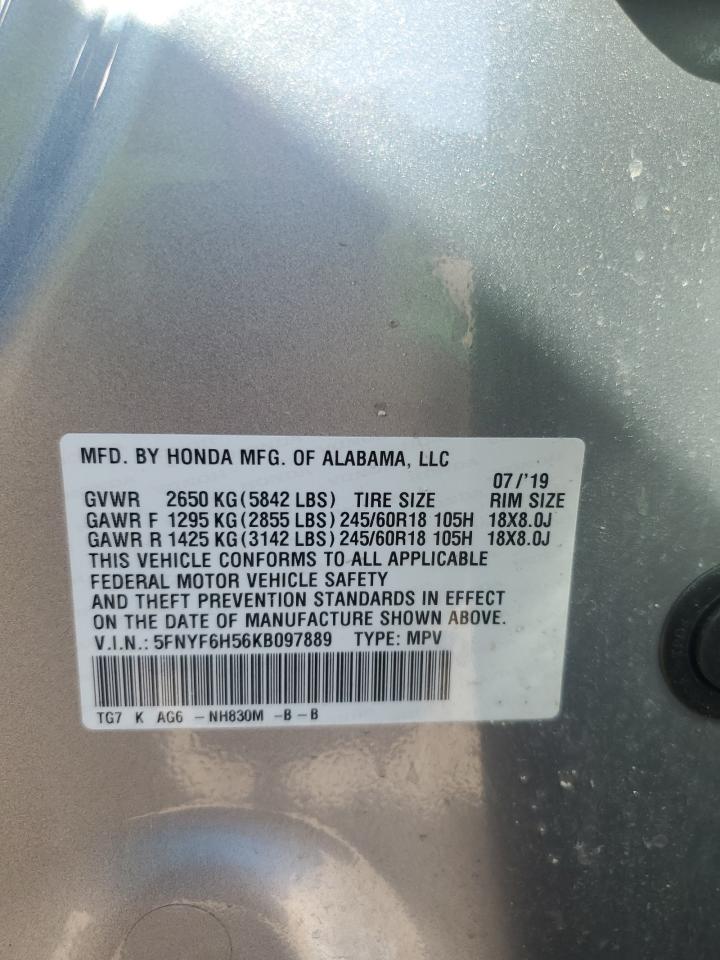 MFD. BY HONDA MFG. OF ALABAMA, LLC
07/'19
GVWR 2650 KG(5842 LBS) TIRE SIZE RIM SIZE
GAWR F 1295 KG(2855 LBS) 245/60R18 105H 18X8.0J
GAWR R 1425 KG(3142 LBS) 245/60R18 105H 18X8.0J
THIS VEHICLE CONFORMS TO ALL APPLICABLE
FEDERAL MOTOR VEHICLE SAFETY
AND THEFT PREVENTION STANDARDS IN EFFECT
ON THE DATE OF MANUFACTURE SHOWN ABOVE.
V.I.N.: 5FNYF6H56KB097889 TYPE: MPV
TG7 K AG6 -NH830M -B-B